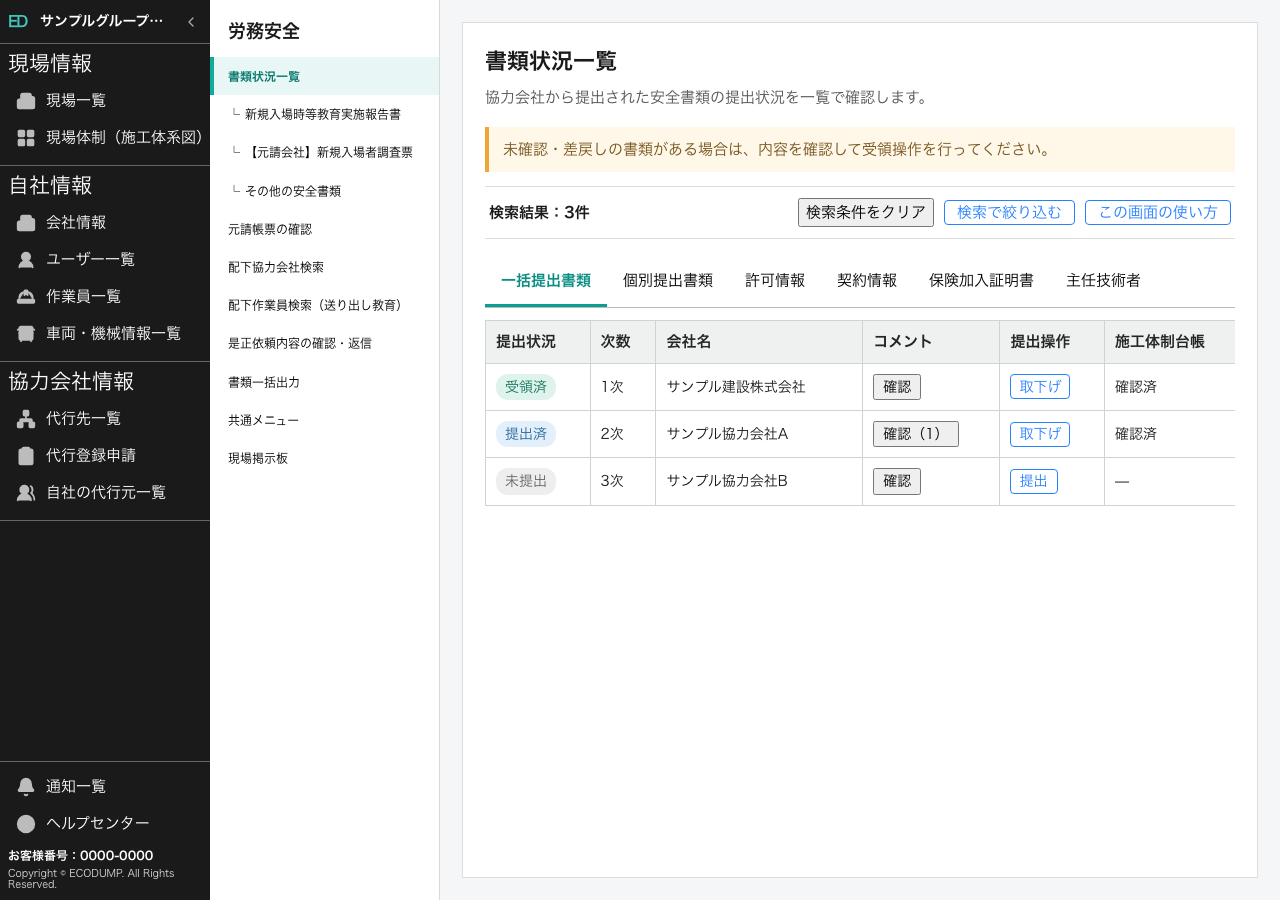 ED サンプルグループ…
現場情報
現場一覧
現場体制（施工体系図）
自社情報
会社情報
ユーザー一覧
作業員一覧
車両・機械情報一覧
協力会社情報
代行先一覧
代行登録申請
自社の代行元一覧
通知一覧
ヘルプセンター
お客様番号：0000-0000
Copyright © ECODUMP. All Rights
Reserved.
労務安全
書類状況一覧
└ 新規入場時等教育実施報告書
└ 【元請会社】新規入場者調査票
└ その他の安全書類
元請帳票の確認
配下協力会社検索
配下作業員検索（送り出し教育）
是正依頼内容の確認・返信
書類一括出力
共通メニュー
現場掲示板
書類状況一覧
協力会社から提出された安全書類の提出状況を一覧で確認します。
未確認・差戻しの書類がある場合は、内容を確認して受領操作を行ってください。
検索結果：3件 検索条件をクリア 検索で絞り込む この画面の使い方
一括提出書類 個別提出書類 許可情報 契約情報 保険加入証明書 主任技術者
提出状況 次数 会社名 コメント 提出操作 施工体制台帳
受領済 1次 サンプル建設株式会社 確認 取下げ 確認済
提出済 2次 サンプル協力会社A 確認（1） 取下げ 確認済
未提出 3次 サンプル協力会社B 確認 提出 —